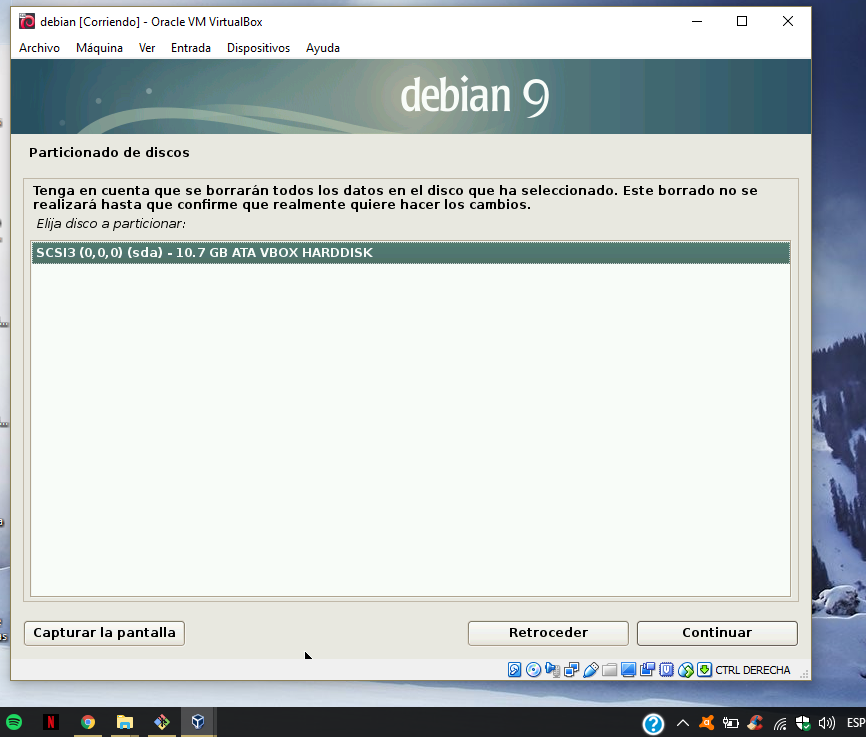 debian [Corriendo] - Oracle VM VirtualBox
Archivo Máquina Ver Entrada Dispositivos Ayuda
debian 9
Particionado de discos
Tenga en cuenta que se borrarán todos los datos en el disco que ha seleccionado. Este borrado no se
realizará hasta que confirme que realmente quiere hacer los cambios.
Elija disco a particionar:
SCSI3 (0,0,0) (sda) - 10.7 GB ATA VBOX HARDDISK
Capturar la pantalla Retroceder Continuar
CTRL DERECHA
ESP